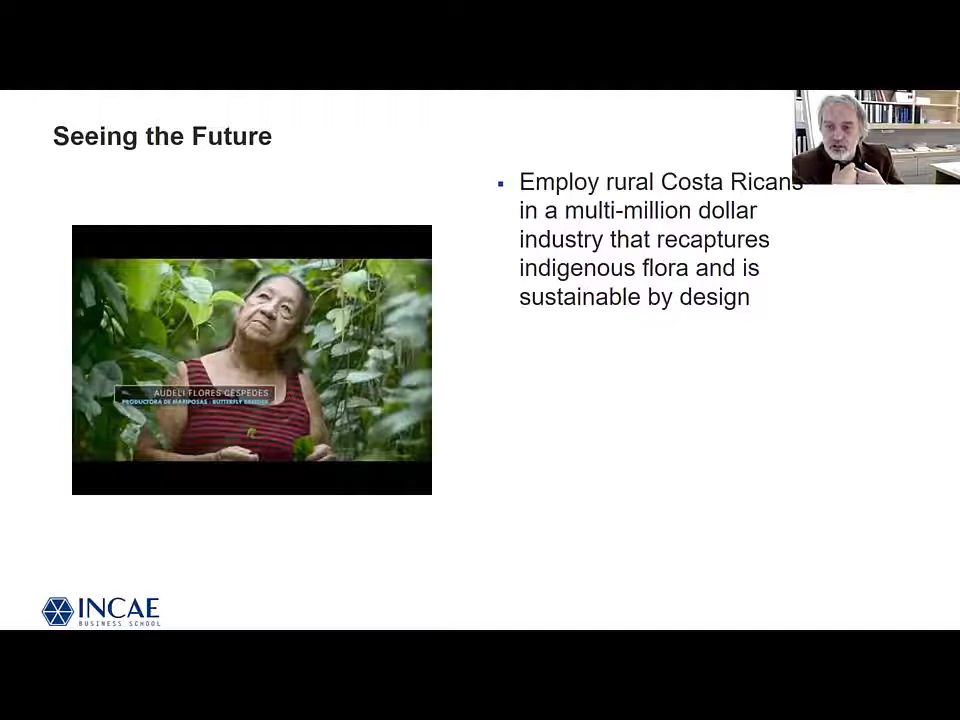 Seeing the Future
▪ Employ rural Costa Ricans
in a multi-million dollar
industry that recaptures
indigenous flora and is
sustainable by design
AUDELI FLORES CÉSPEDES
PRODUCTORA DE MARIPOSAS - BUTTERFLY BREEDER
INCAE
BUSINESS SCHOOL